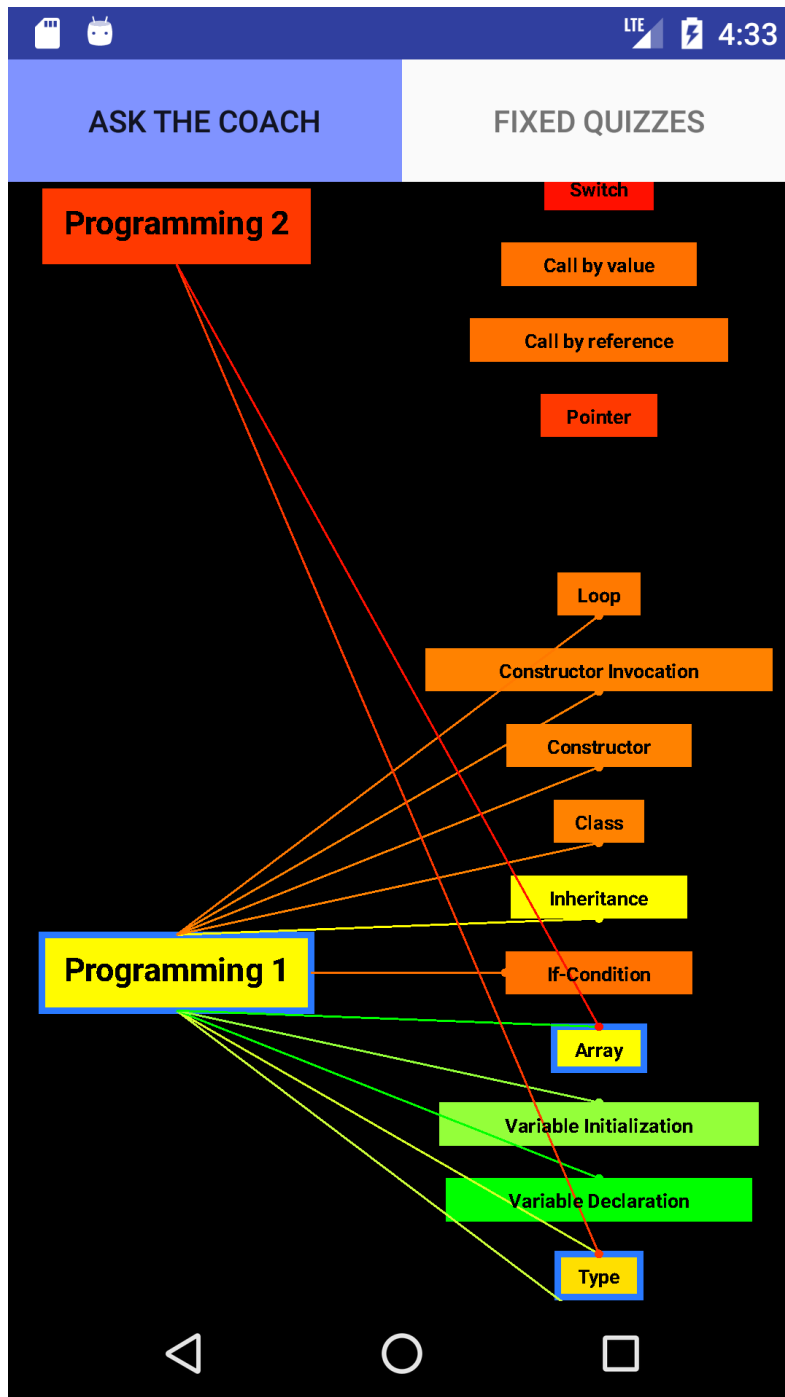 LTE 4:33
ASK THE COACH
FIXED QUIZZES
Programming 2
Switch
Call by value
Call by reference
Pointer
Loop
Constructor Invocation
Constructor
Class
Inheritance
Programming 1
If-Condition
Array
Variable Initialization
Variable Declaration
Type